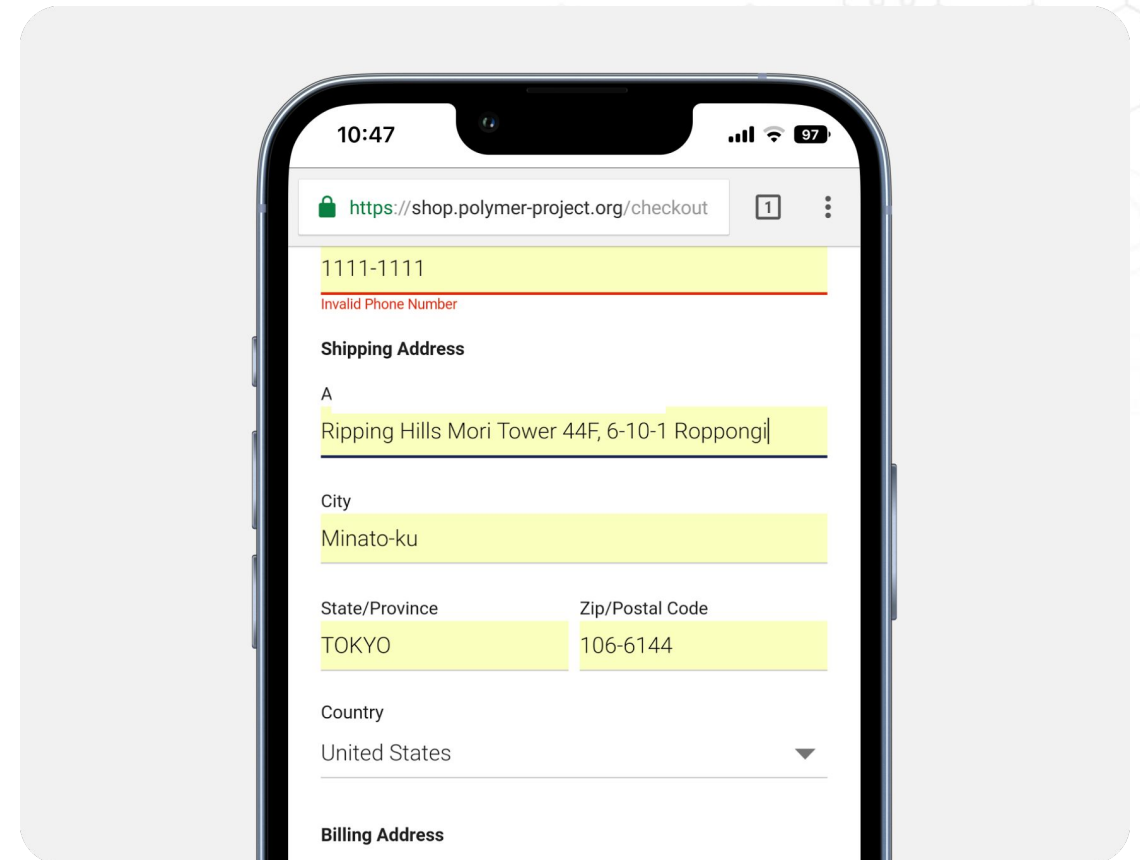 10:47
97
https://shop.polymer-project.org/checkout
1
1111-1111
Invalid Phone Number
Shipping Address
A
Ripping Hills Mori Tower 44F, 6-10-1 Roppongi
City
Minato-ku
State/Province Zip/Postal Code
TOKYO 106-6144
Country
United States
Billing Address